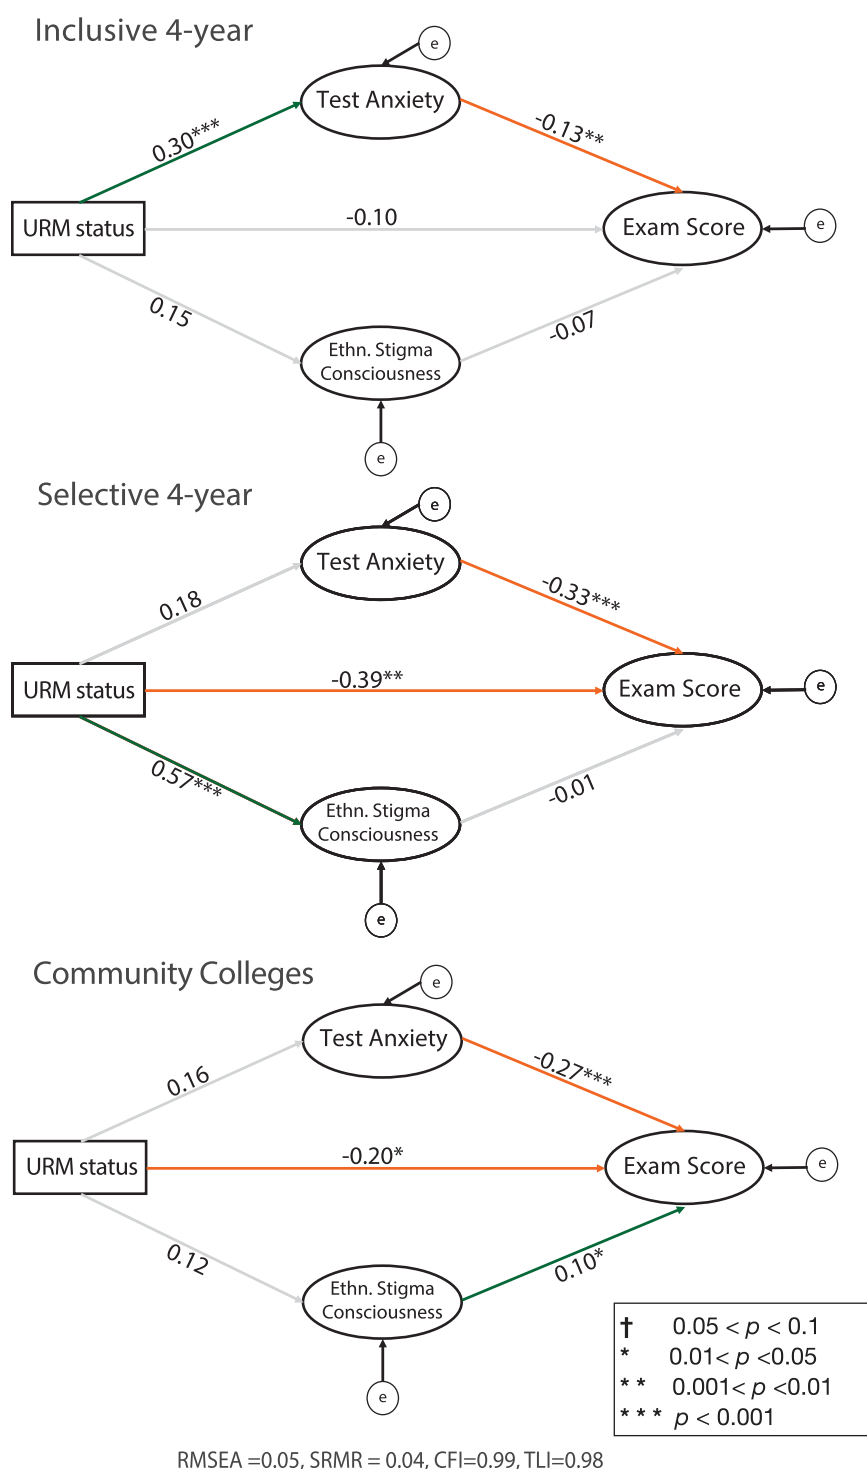 Inclusive 4-year
e
Test Anxiety
0.30***
-0.13**
URM status
-0.10
Exam Score
e
0.15
-0.07
Ethn. Stigma
Consciousness
e
Selective 4-year
e
Test Anxiety
0.18
-0.33***
URM status
-0.39**
Exam Score
e
0.57***
-0.01
Ethn. Stigma
Consciousness
e
Community Colleges
e
Test Anxiety
0.16
-0.27***
URM status
-0.20*
Exam Score
e
0.12
0.10*
Ethn. Stigma
Consciousness
e
† 0.05 < p < 0.1
* 0.01< p <0.05
** 0.001< p <0.01
*** p < 0.001
RMSEA =0.05, SRMR = 0.04, CFI=0.99, TLI=0.98